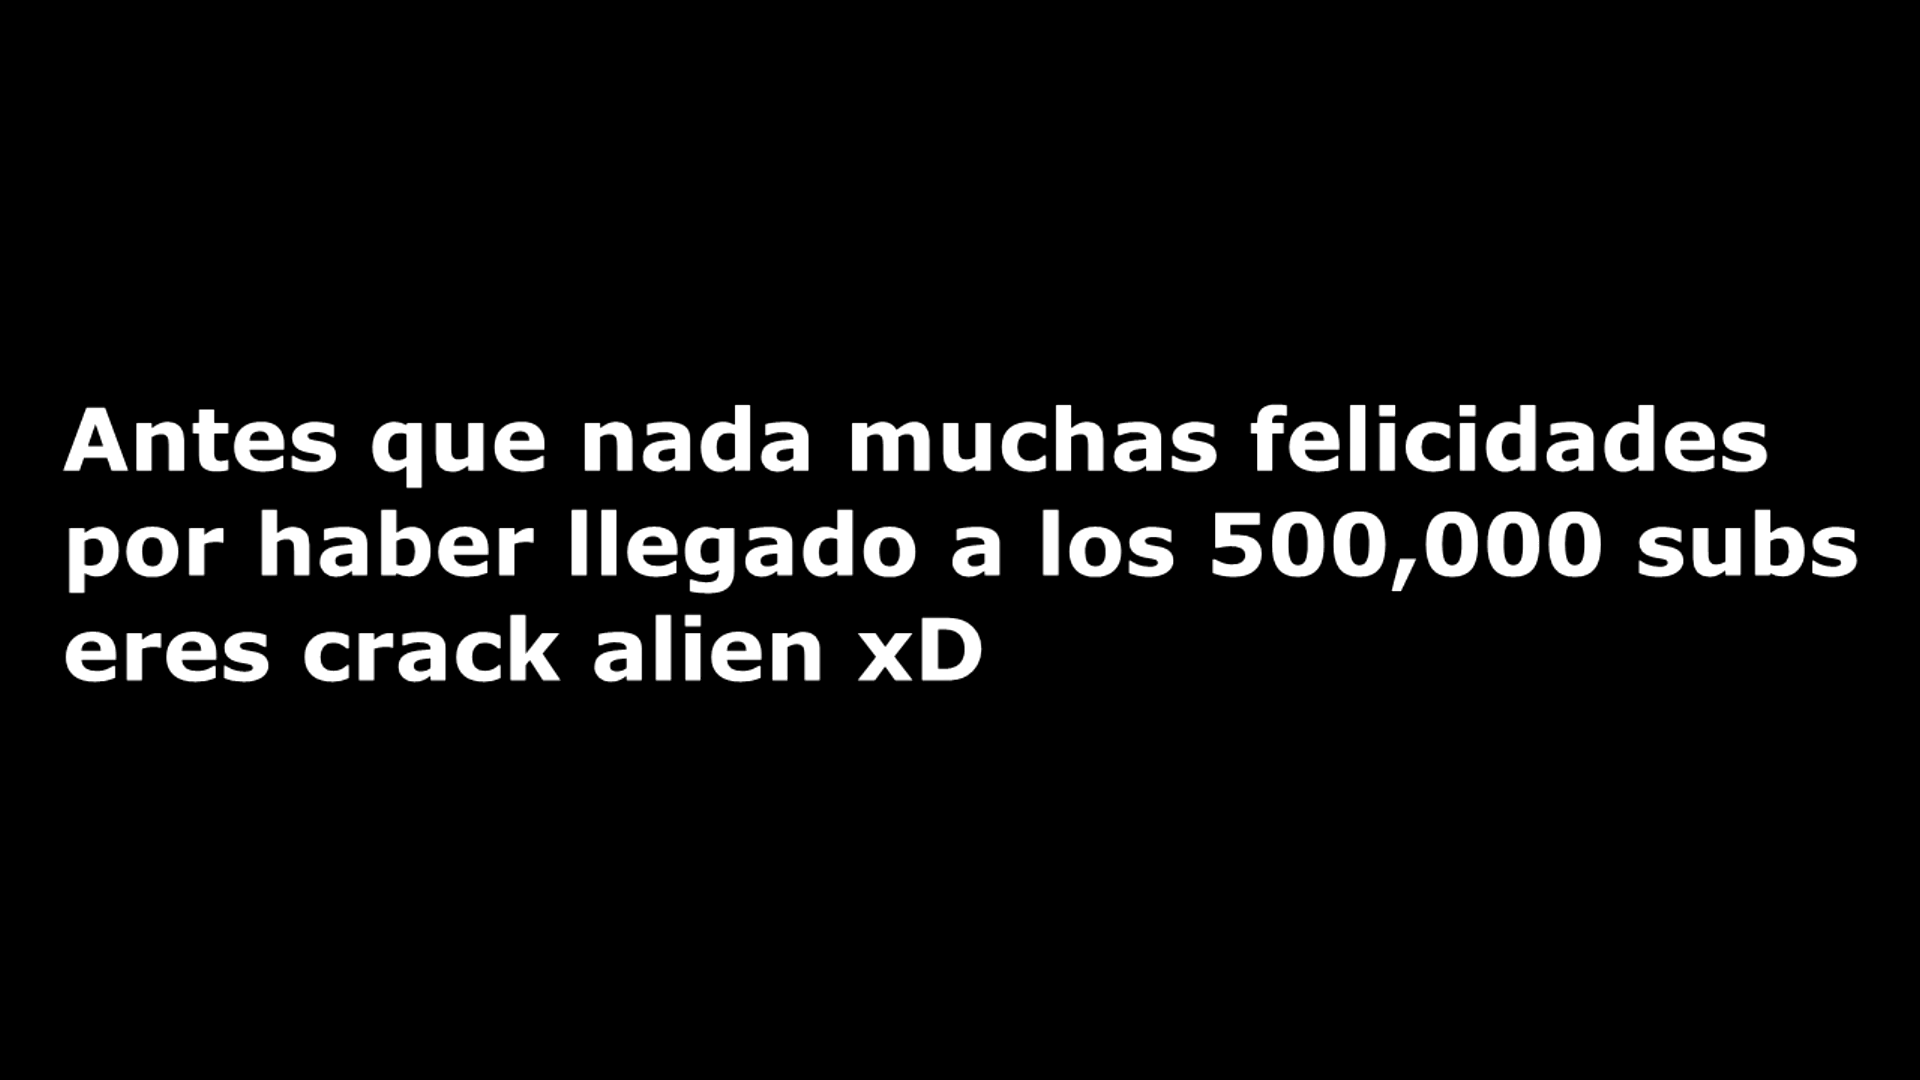 Antes que nada muchas felicidades
por haber llegado a los 500,000 subs
eres crack alien xD